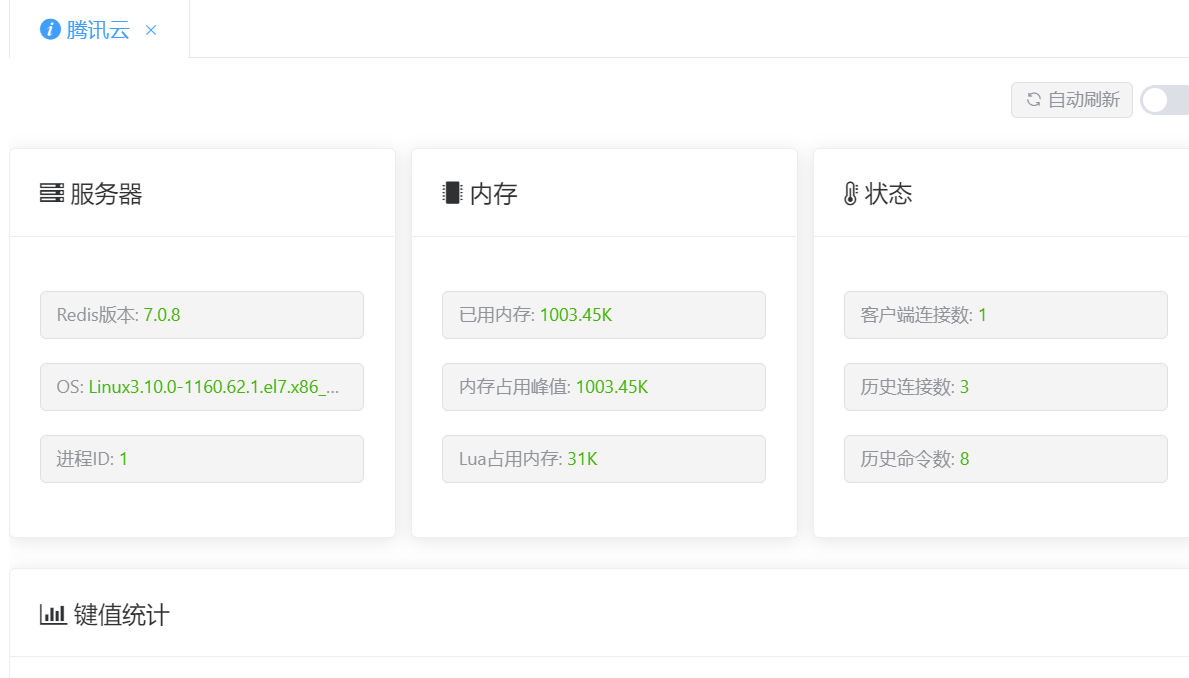 腾讯云
自动刷新
服务器
Redis版本: 7.0.8
OS: Linux3.10.0-1160.62.1.el7.x86_...
进程ID: 1
内存
已用内存: 1003.45K
内存占用峰值: 1003.45K
Lua占用内存: 31K
状态
客户端连接数: 1
历史连接数: 3
历史命令数: 8
键值统计